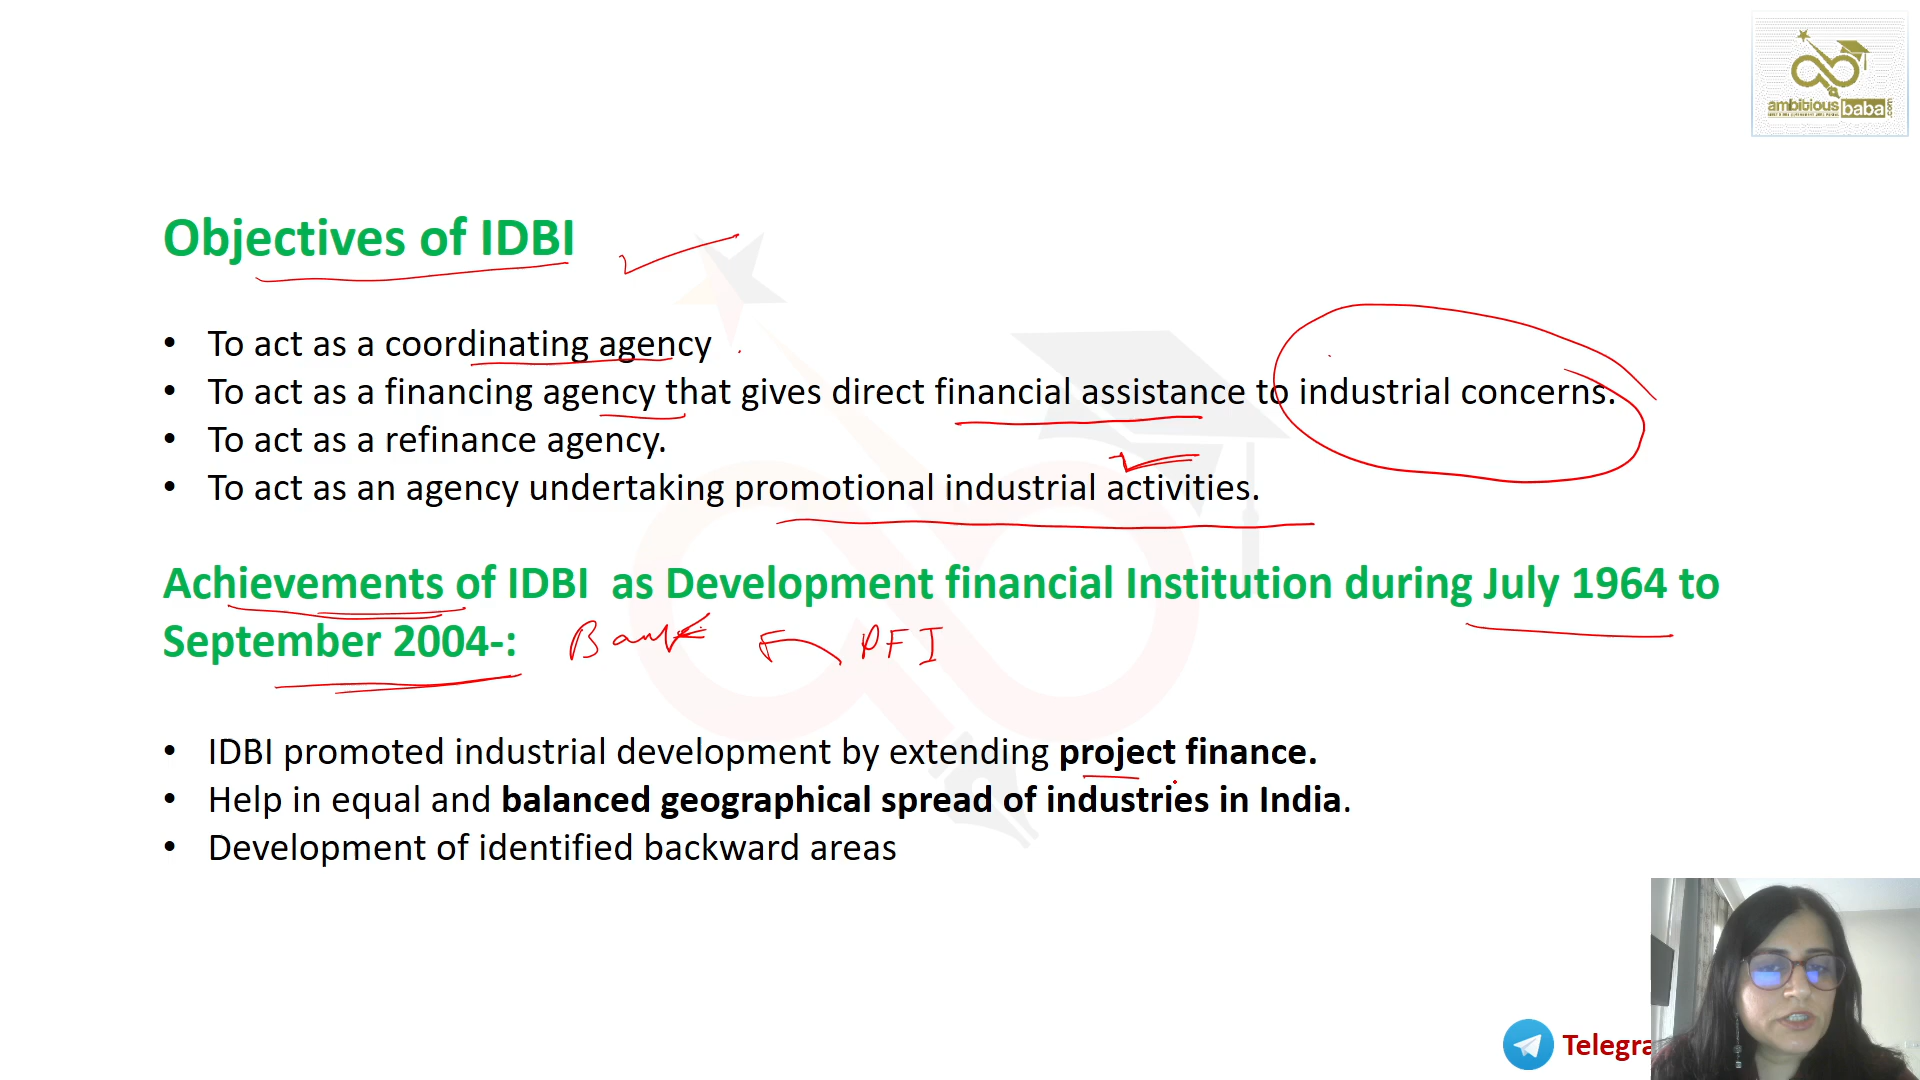 ambitious baba
Objectives of IDBI
• To act as a coordinating agency
• To act as a financing agency that gives direct financial assistance to industrial concerns.
• To act as a refinance agency.
• To act as an agency undertaking promotional industrial activities.
Achievements of IDBI as Development financial Institution during July 1964 to
September 2004-:
Bank DFI
• IDBI promoted industrial development by extending project finance.
• Help in equal and balanced geographical spread of industries in India.
• Development of identified backward areas
Telegra